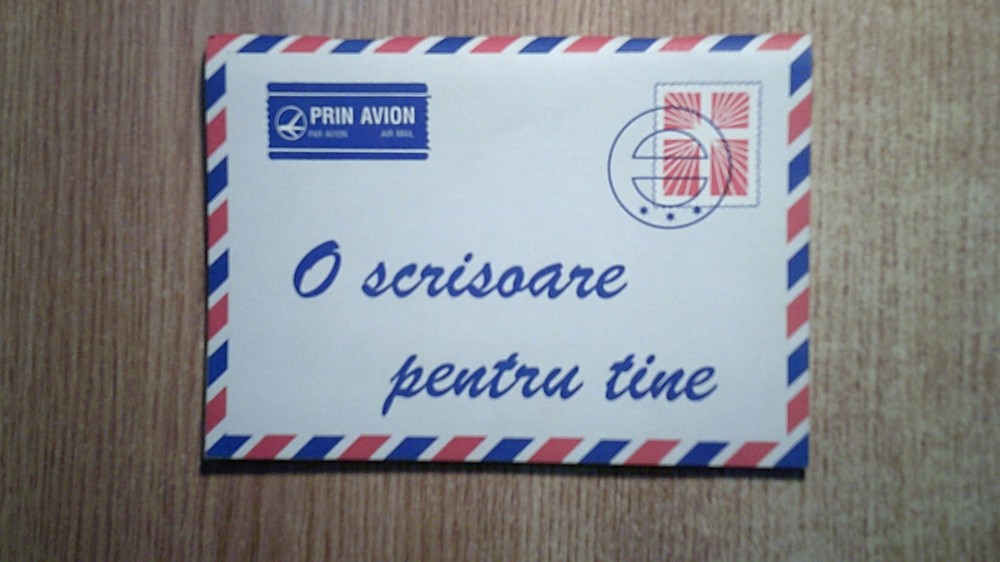 PRIN AVION
PAR AVION AIR MAIL
O scrisoare
pentru tine